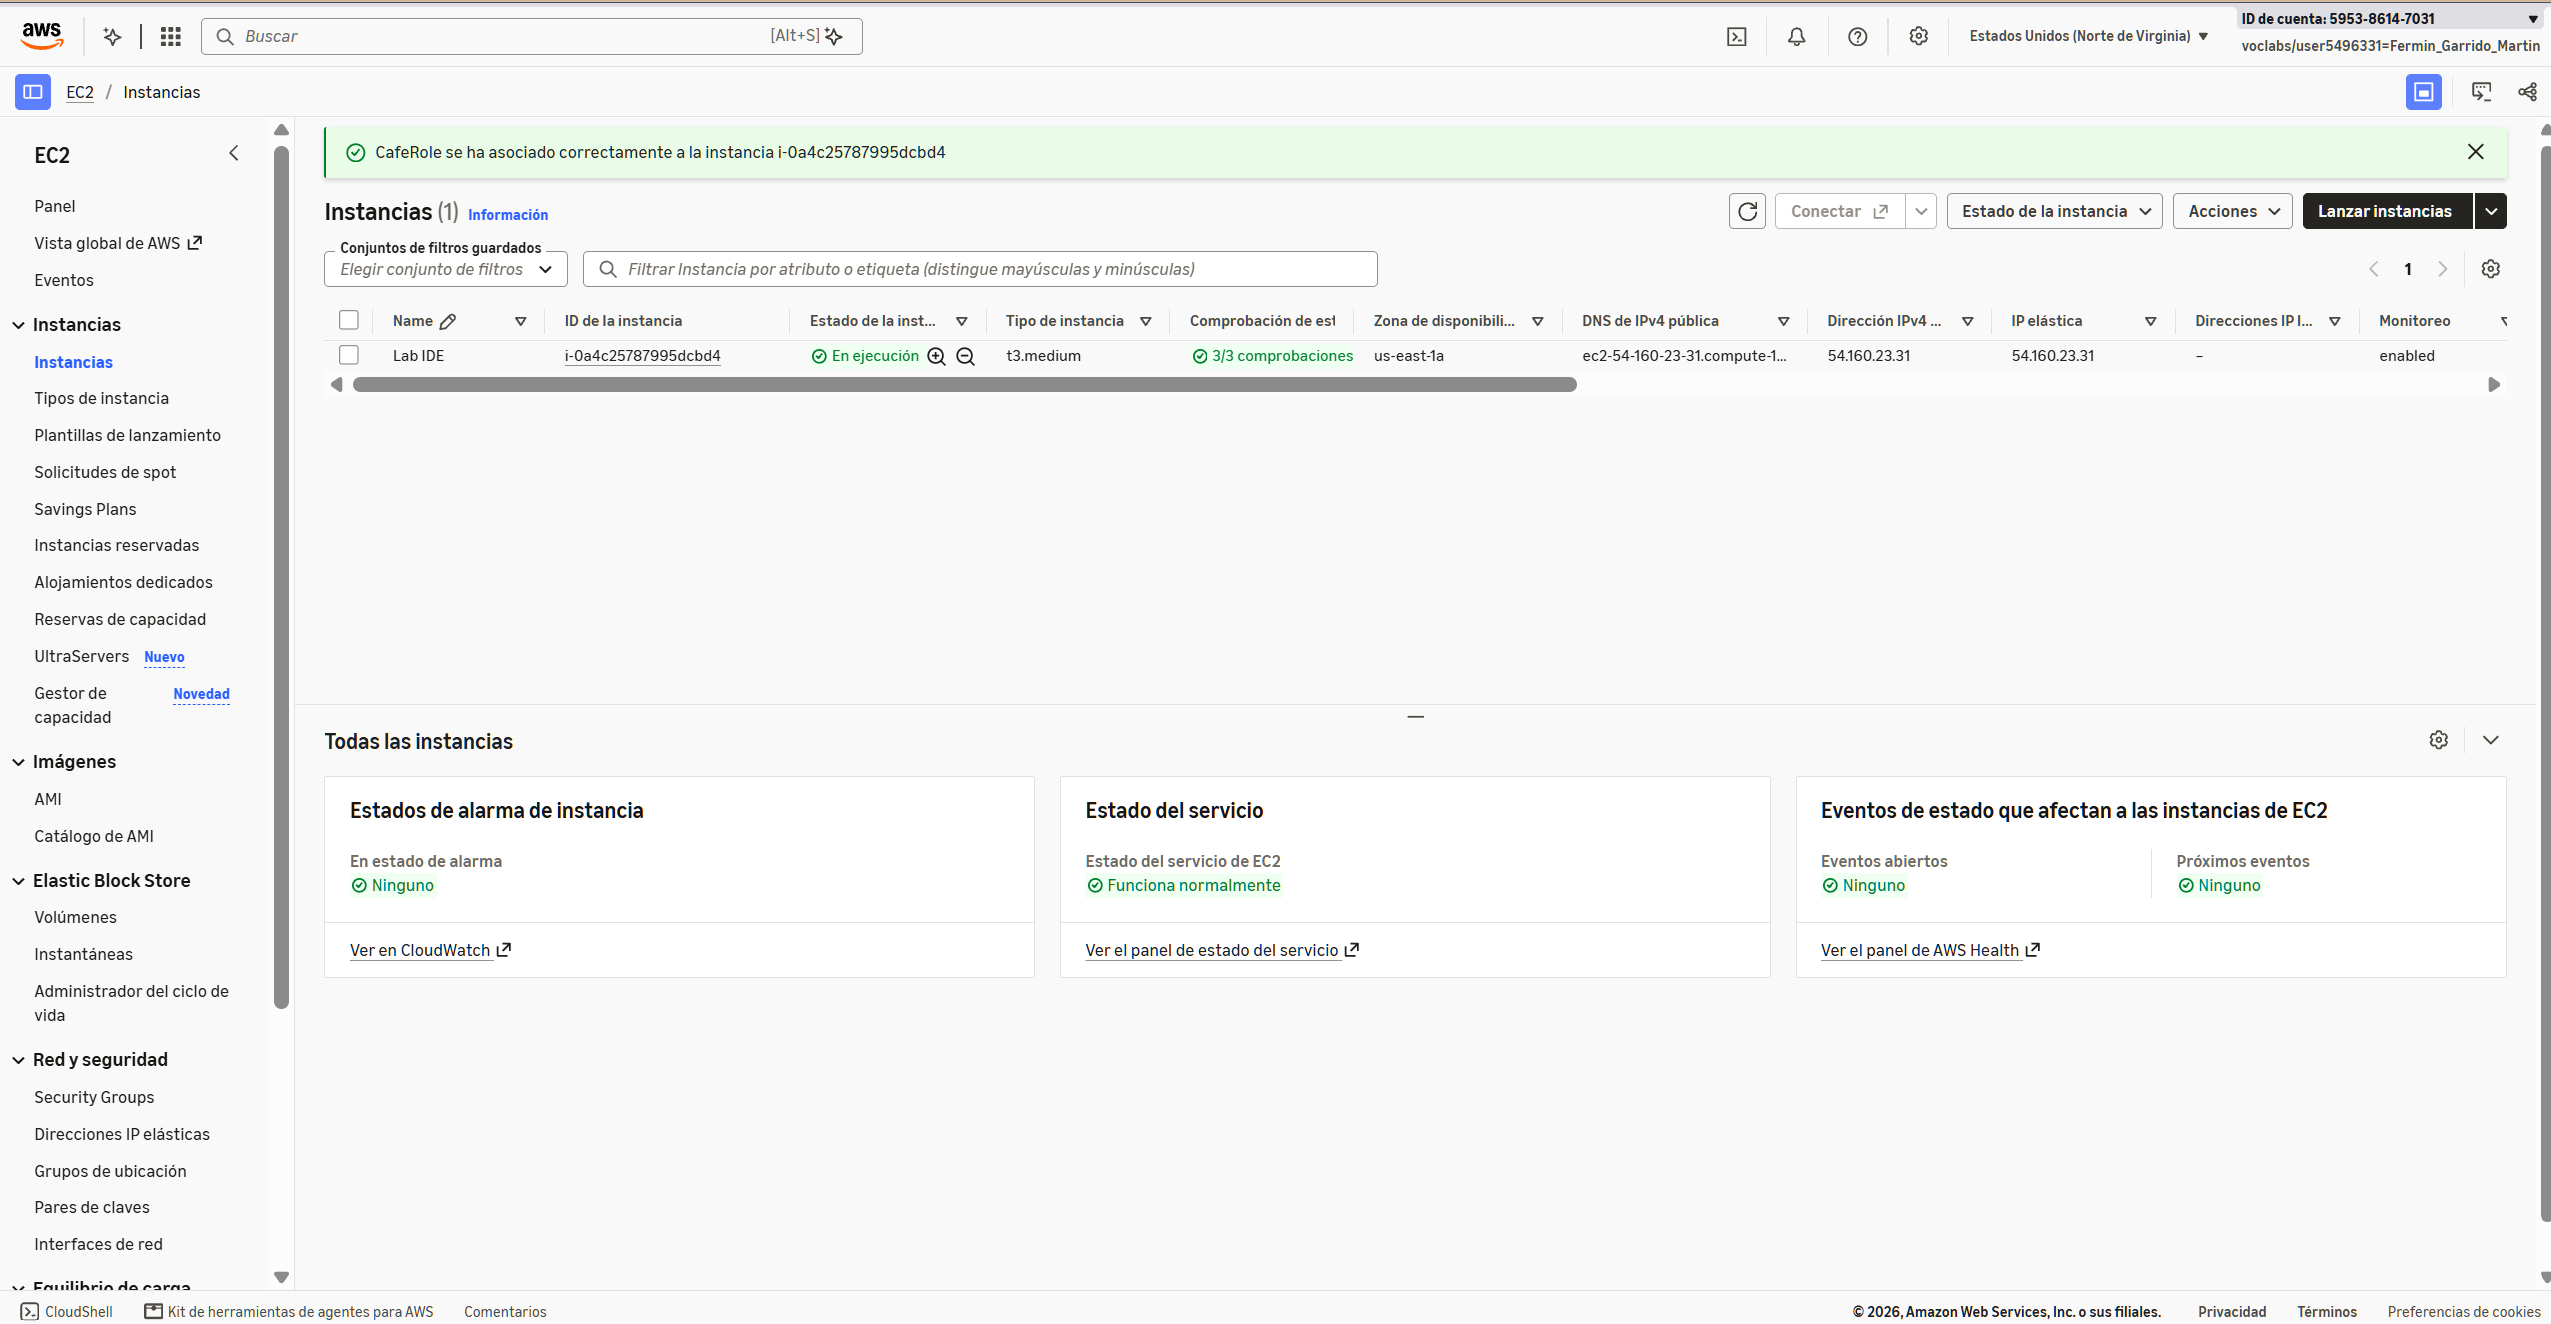 aws
Buscar [Alt+S]
Estados Unidos (Norte de Virginia)
ID de cuenta: 5953-8614-7031
voclabs/user5496331=Fermin_Garrido_Martin
EC2 / Instancias
EC2
Panel
Vista global de AWS
Eventos
Instancias
Instancias
Tipos de instancia
Plantillas de lanzamiento
Solicitudes de spot
Savings Plans
Instancias reservadas
Alojamientos dedicados
Reservas de capacidad
UltraServers Nuevo
Gestor de capacidad Novedad
Imágenes
AMI
Catálogo de AMI
Elastic Block Store
Volúmenes
Instantáneas
Administrador del ciclo de vida
Red y seguridad
Security Groups
Direcciones IP elásticas
Grupos de ubicación
Pares de claves
Interfaces de red
Equilibrio de carga
CafeRole se ha asociado correctamente a la instancia i-0a4c25787995dcbd4
Instancias (1) Información
Conectar Estado de la instancia Acciones Lanzar instancias
Conjuntos de filtros guardados
Elegir conjunto de filtros
Filtrar Instancia por atributo o etiqueta (distingue mayúsculas y minúsculas)
1
Name ID de la instancia Estado de la inst... Tipo de instancia Comprobación de est Zona de disponibili... DNS de IPv4 pública Dirección IPv4 ... IP elástica Direcciones IP I... Monitoreo
Lab IDE i-0a4c25787995dcbd4 En ejecución t3.medium 3/3 comprobaciones us-east-1a ec2-54-160-23-31.compute-1... 54.160.23.31 54.160.23.31 – enabled
Todas las instancias
Estados de alarma de instancia
En estado de alarma
Ninguno
Ver en CloudWatch
Estado del servicio
Estado del servicio de EC2
Funciona normalmente
Ver el panel de estado del servicio
Eventos de estado que afectan a las instancias de EC2
Eventos abiertos
Ninguno
Próximos eventos
Ninguno
Ver el panel de AWS Health
CloudShell Kit de herramientas de agentes para AWS Comentarios
© 2026, Amazon Web Services, Inc. o sus filiales. Privacidad Términos Preferencias de cookies